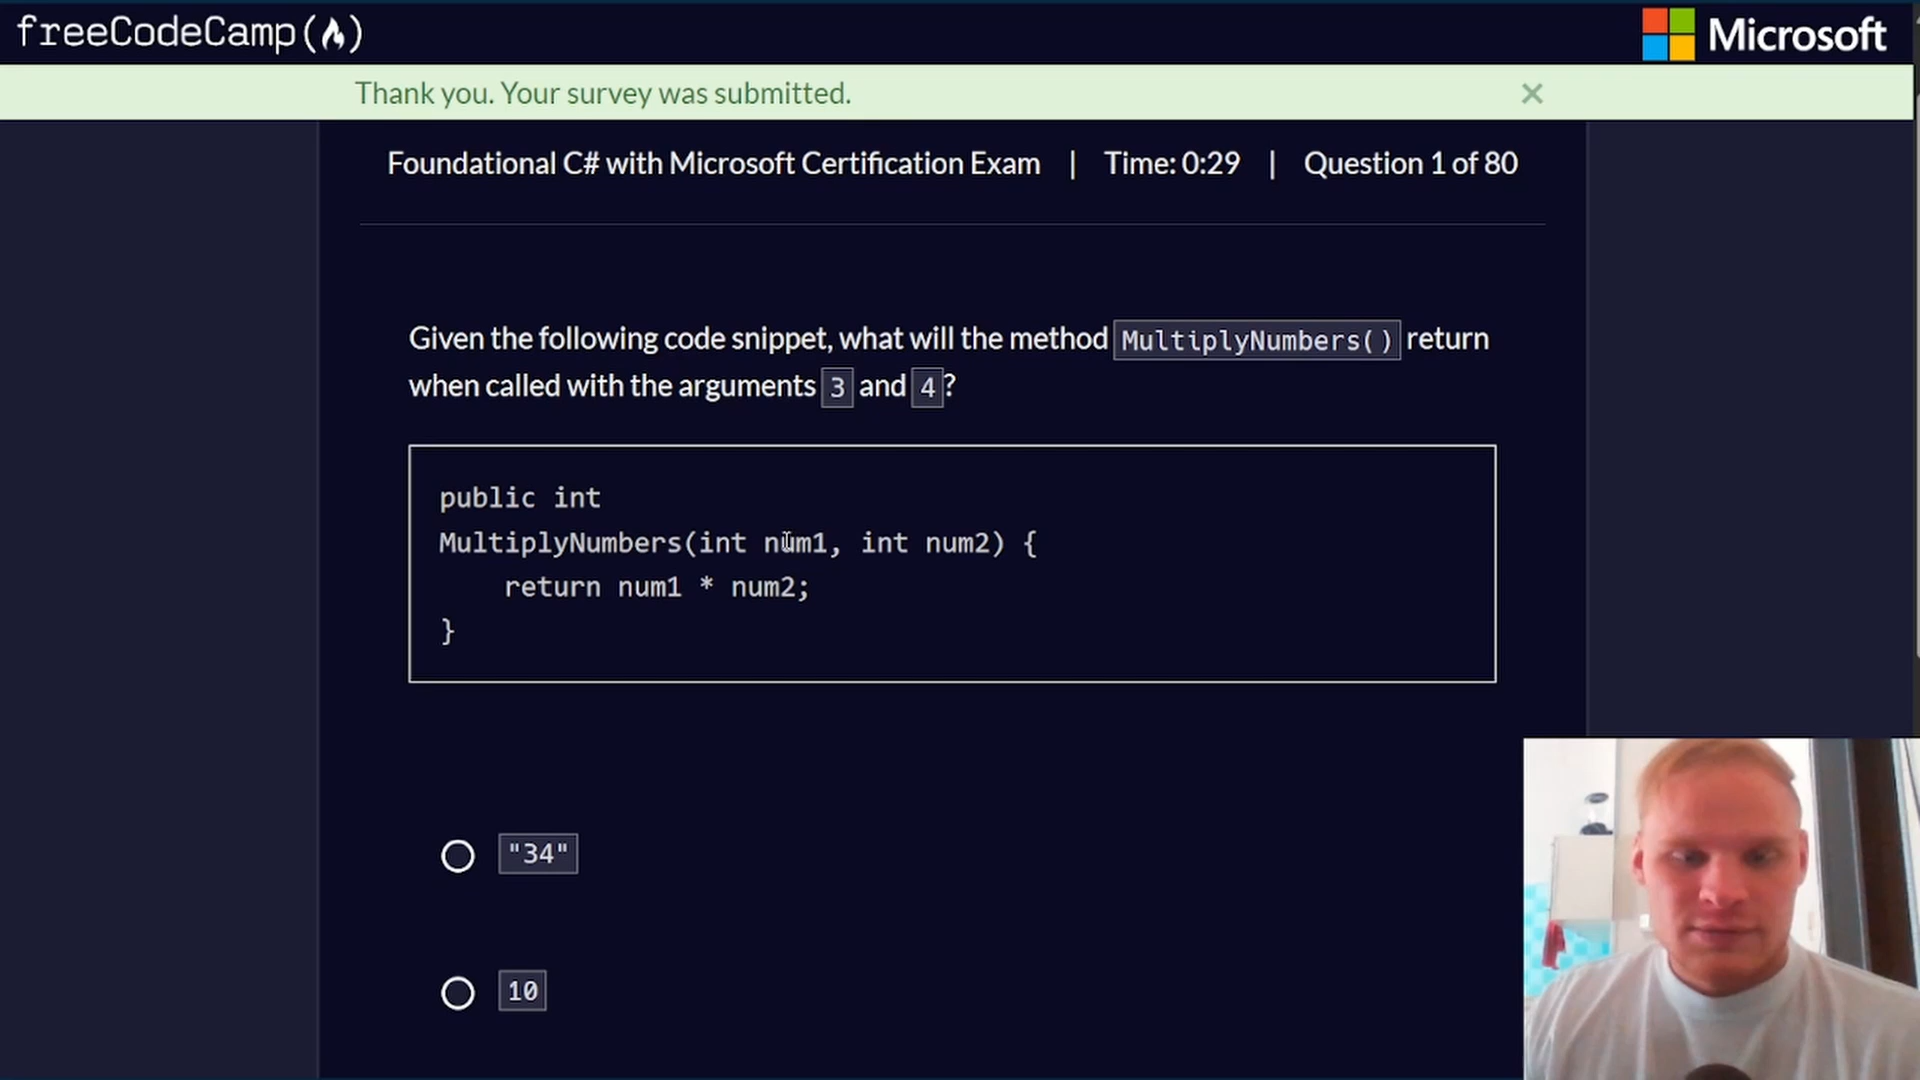 freeCodeCamp(🔥)
Microsoft
Thank you. Your survey was submitted. ×
Foundational C# with Microsoft Certification Exam | Time: 0:29 | Question 1 of 80
Given the following code snippet, what will the method MultiplyNumbers() return
when called with the arguments 3 and 4?
public int
MultiplyNumbers(int num1, int num2) {
    return num1 * num2;
}
"34"
10